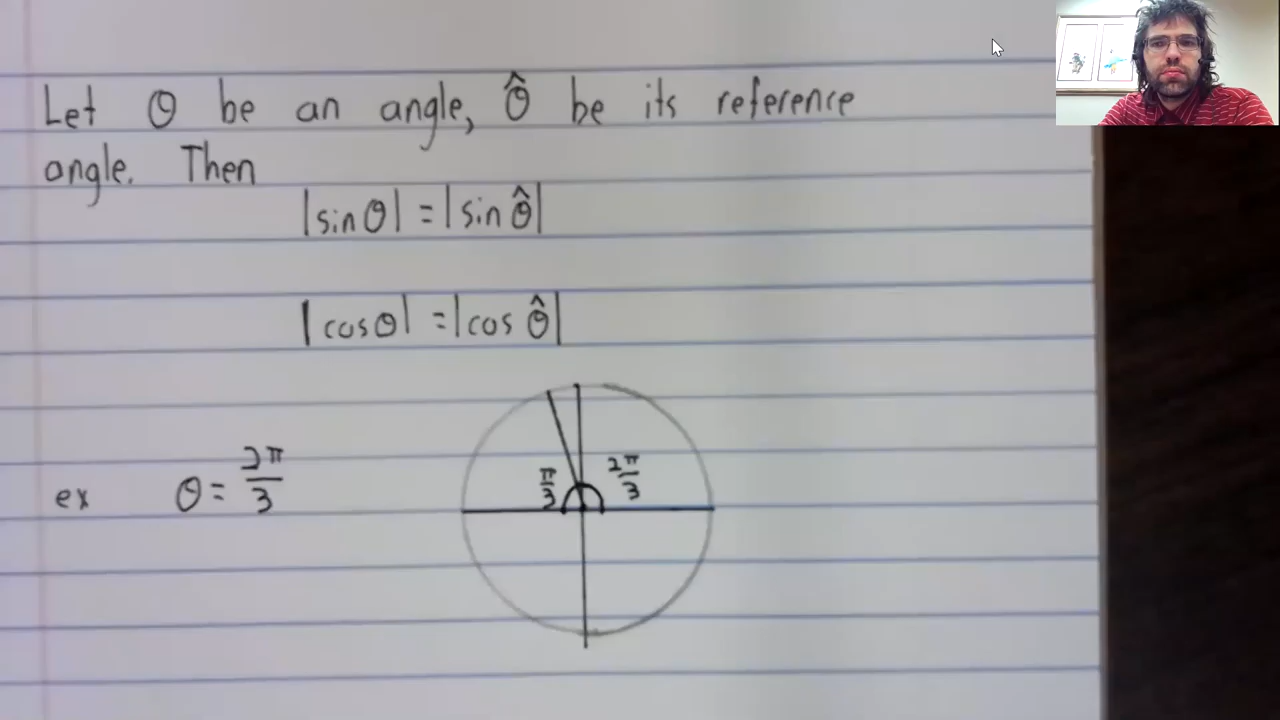 Let θ be an angle, θ̂ be its reference
angle. Then
|sin θ| = |sin θ̂|
|cos θ| = |cos θ̂|
ex θ = 2π/3
π/3 2π/3